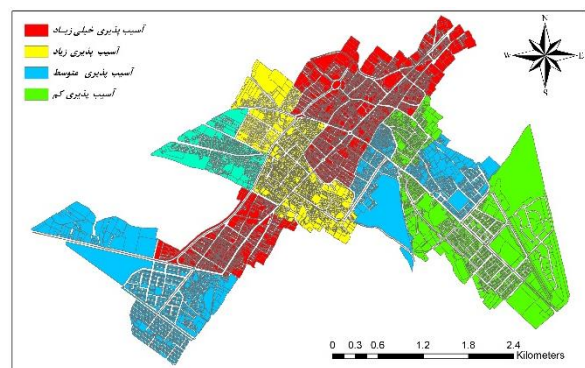 آسیب پذیری خیلی زیاد
آسیب پذیری زیاد
آسیب پذیری متوسط
آسیب پذیری کم
N
W E
S
0 0.3 0.6 1.2 1.8 2.4
Kilometers